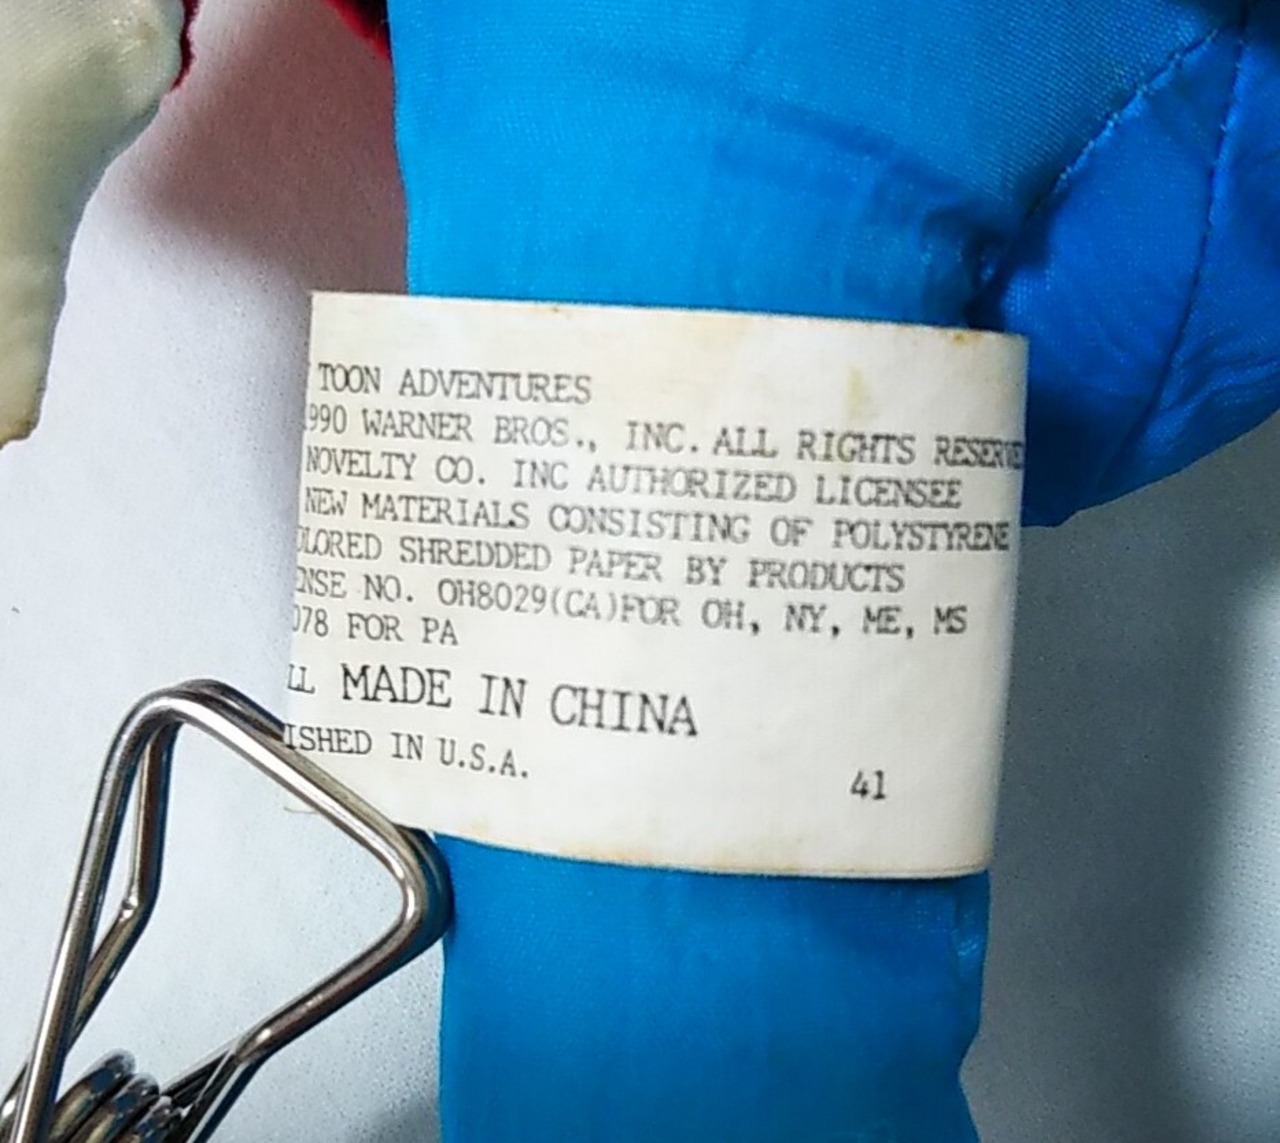 TOON ADVENTURES
990 WARNER BROS., INC. ALL RIGHTS RESERVE
NOVELTY CO. INC AUTHORIZED LICENSEE
NEW MATERIALS CONSISTING OF POLYSTYRENE
OLORED SHREDDED PAPER BY PRODUCTS
ENSE NO. OH8029(CA)FOR OH, NY, ME, MS
078 FOR PA
LL MADE IN CHINA
ISHED IN U.S.A.
41